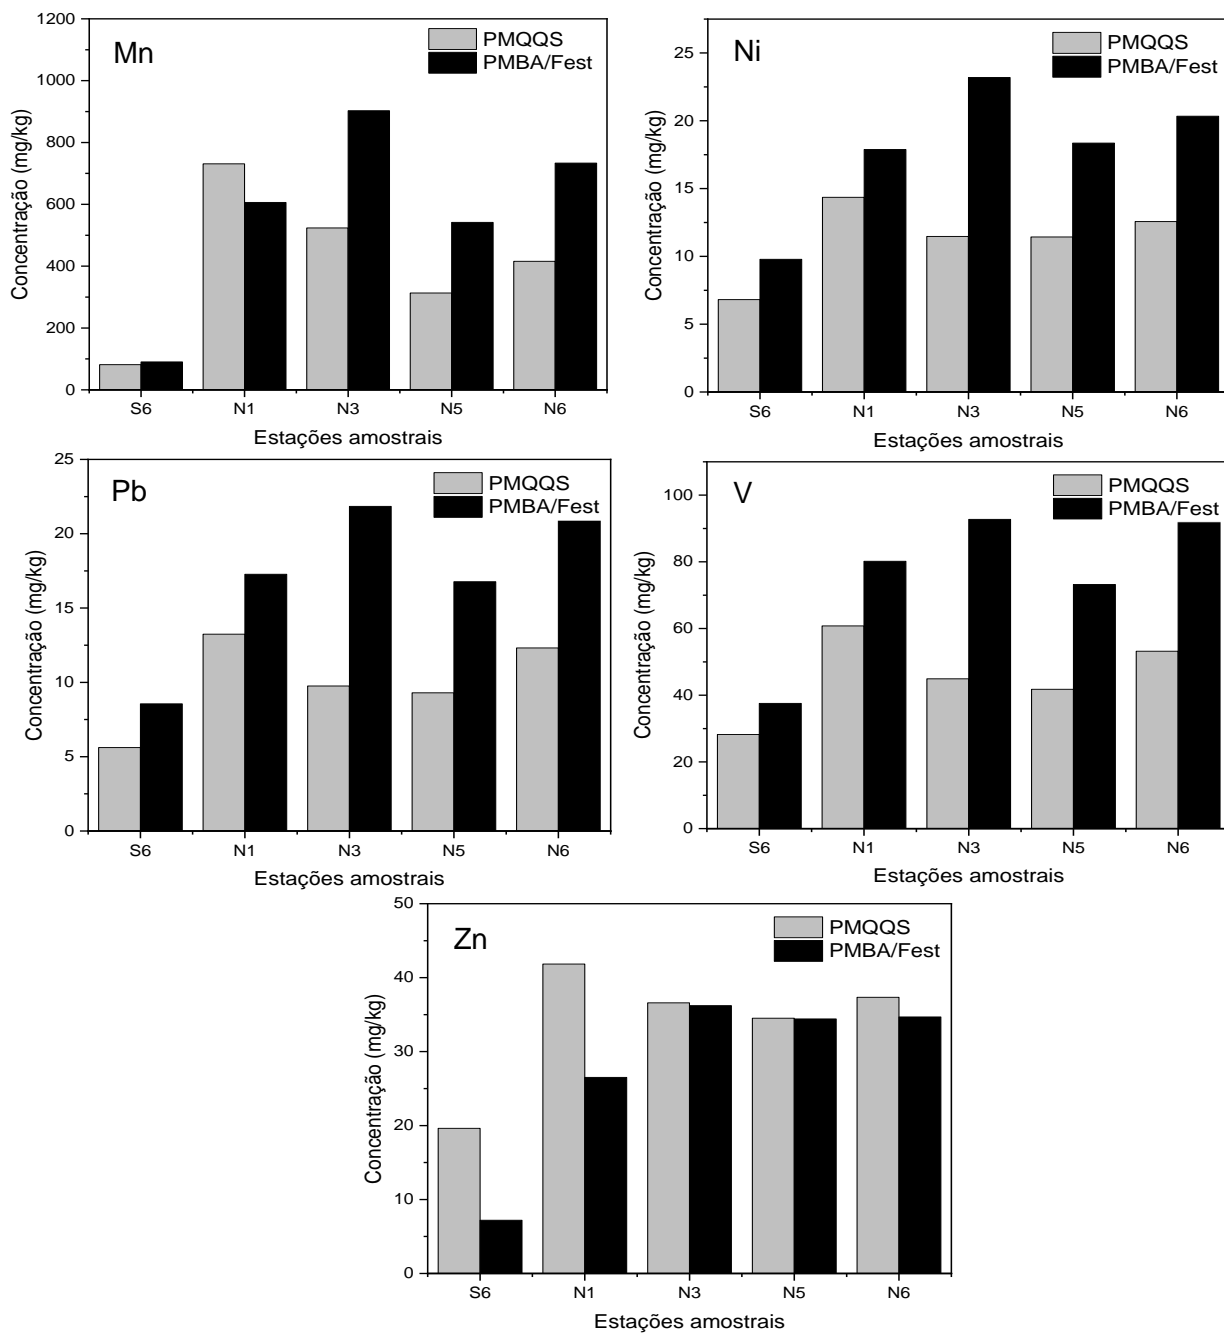 Mn
PMQQS
PMBA/Fest
Concentração (mg/kg)
1200
1000
800
600
400
200
0
S6 N1 N3 N5 N6
Estações amostrais
Ni
PMQQS
PMBA/Fest
Concentração (mg/kg)
25
20
15
10
5
0
S6 N1 N3 N5 N6
Estações amostrais
Pb
PMQQS
PMBA/Fest
Concentração (mg/kg)
25
20
15
10
5
0
S6 N1 N3 N5 N6
Estações amostrais
V
PMQQS
PMBA/Fest
Concentração (mg/kg)
100
80
60
40
20
0
S6 N1 N3 N5 N6
Estações amostrais
Zn
PMQQS
PMBA/Fest
Concentração (mg/kg)
50
40
30
20
10
0
S6 N1 N3 N5 N6
Estações amostrais